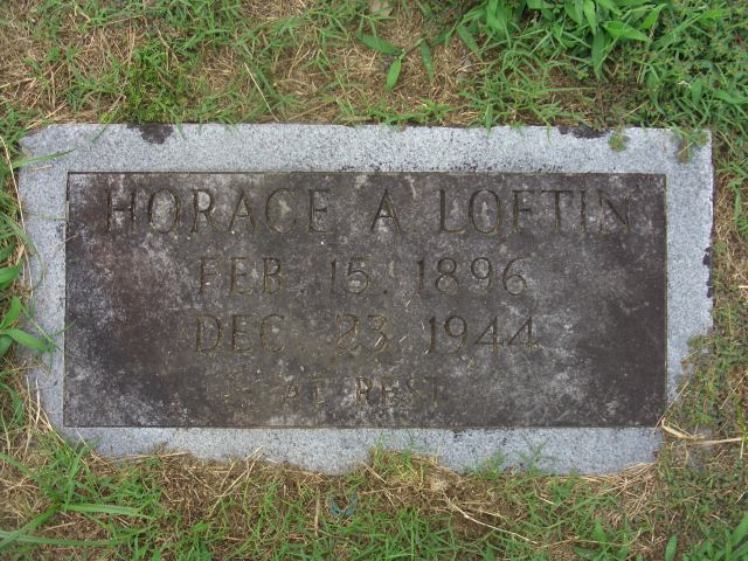 HORACE A. LOFTIN
FEB. 15. 1896
DEC. 23. 1944
AT REST